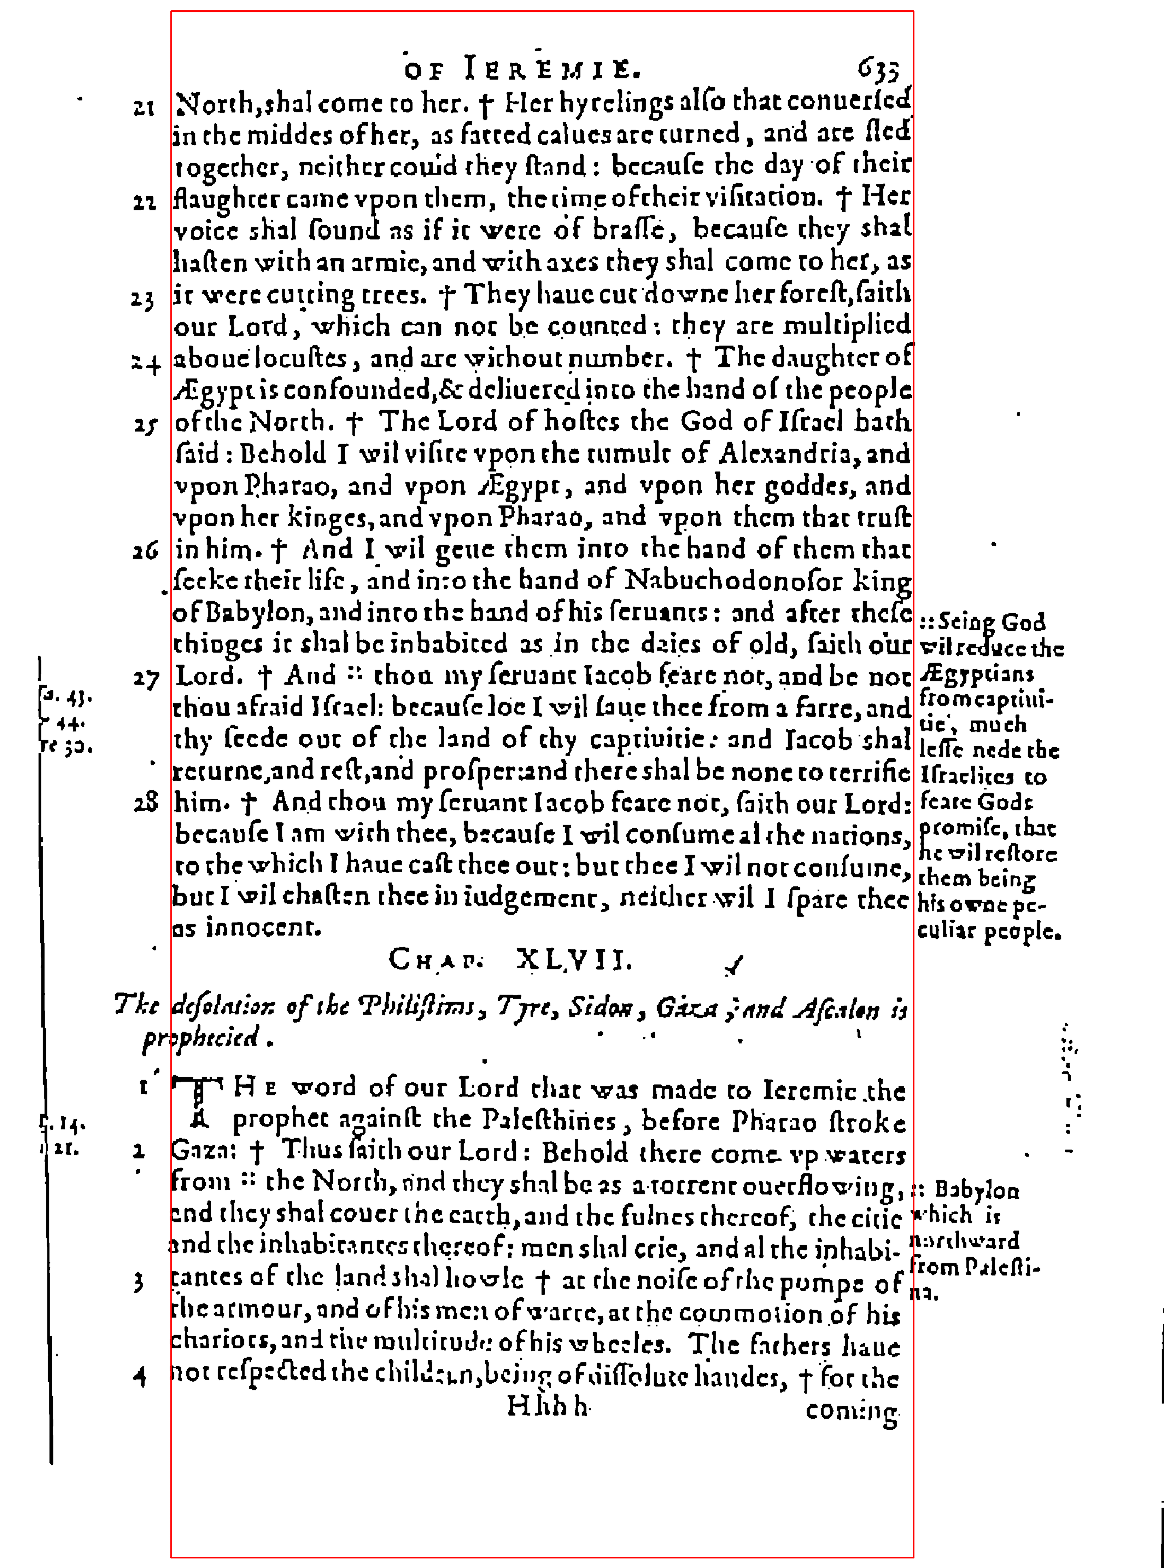 OF IEREMIE. 633
21 North, shal come to her. † Her hyrelings alſo that conuerſed
in the middes of her, as fatted calues are turned, and are fled
together, neither could they ſtand: becauſe the day of their
22 ſlaughter came vpon them, the time of their viſitation. † Her
voice shal ſound as if it were of braſſe, becauſe they shal
haſten with an armie, and with axes they shal come to her, as
23 it were cutting trees. † They haue cut downe her foreſt, ſaith
our Lord, which can not be counted: they are multiplied
24 aboue locuſtes, and are without number. † The daughter of
Ægypt is confounded, & deliuered into the hand of the people
25 of the North. † The Lord of hoſtes the God of Iſrael hath
ſaid: Behold I wil viſite vpon the tumult of Alexandria, and
vpon Pharao, and vpon Ægypt, and vpon her goddes, and
vpon her kinges, and vpon Pharao, and vpon them that truſt
26 in him. † And I wil geue them into the hand of them that
ſeeke their life, and into the hand of Nabuchodonoſor king
of Babylon, and into the hand of his ſeruants: and after theſe
thinges it shal be inhabited as in the daies of old, ſaith our
27 Lord. † And :: thou my ſeruant Iacob feare not, and be not
thou afraid Iſrael: becauſe loe I wil ſaue thee from a farre, and
thy ſeede out of the land of thy captiuitie: and Iacob shal
returne, and reſt, and proſper: and there shal be none to terrifie
28 him. † And thou my ſeruant Iacob feare not, ſaith our Lord:
becauſe I am with thee, becauſe I wil conſume al the nations,
to the which I haue caſt thee out: but thee I wil not conſume,
but I wil chaſten thee in iudgement, neither wil I ſpare thee
as innocent.
:: Seing God
wil reduce the
Ægyptians
from captiui-
tie, much
leſſe nede the
Iſraelites to
feare Gods
promiſe, that
he wil reſtore
them being
his owne pe-
culiar people.
43.
44.
30.
CHAP. XLVII.
The deſolation of the Philiſtims, Tyre, Sidon, Gaza, and Aſcalon is
prophecied.
1 THE word of our Lord that was made to Ieremie the
prophet againſt the Paleſthines, before Pharao ſtroke
2 Gaza: † Thus ſaith our Lord: Behold there come vp waters
from :: the North, and they shal be as a torrent ouerflowing,
and they shal couer the earth, and the fulnes thereof, the citie
and the inhabitantes thereof: men shal crie, and al the inhabi-
3 tantes of the land shal howle † at the noiſe of the pompe of
the armour, and of his men of warre, at the commotion of his
chariots, and the multitude of his wheeles. The fathers haue
4 not reſpected the children, being of diſſolute handes, † for the
14.
21.
:: Babylon
which is
northward
from Paleſti-
na.
Hhhh coming